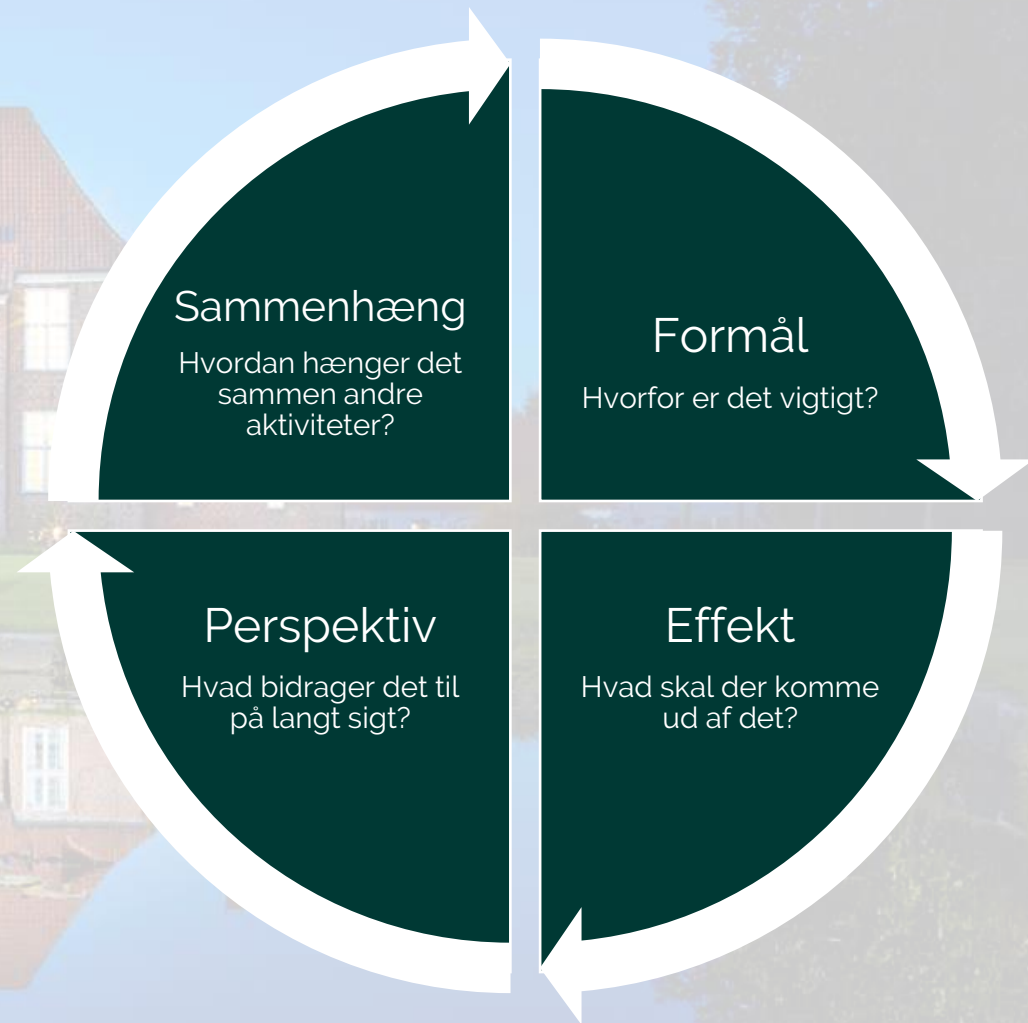 Sammenhæng
Hvordan hænger det
sammen andre
aktiviteter?
Formål
Hvorfor er det vigtigt?
Perspektiv
Hvad bidrager det til
på langt sigt?
Effekt
Hvad skal der komme
ud af det?